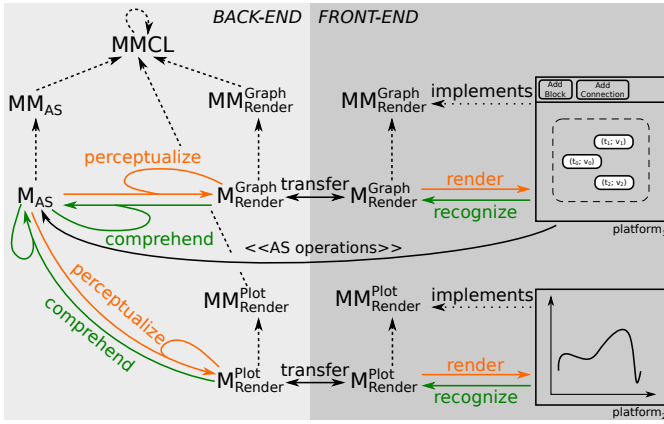 BACK-END FRONT-END
MMCL
MM_AS MM^Graph_Render MM^Graph_Render implements
Add Block Add Connection
(t₁; v₁)
(t₀; v₀)
(t₂; v₂)
perceptualize
M_AS M^Graph_Render transfer M^Graph_Render render
recognize
comprehend
<<AS operations>>
perceptualize
comprehend
MM^Plot_Render MM^Plot_Render implements
M^Plot_Render transfer M^Plot_Render render
recognize